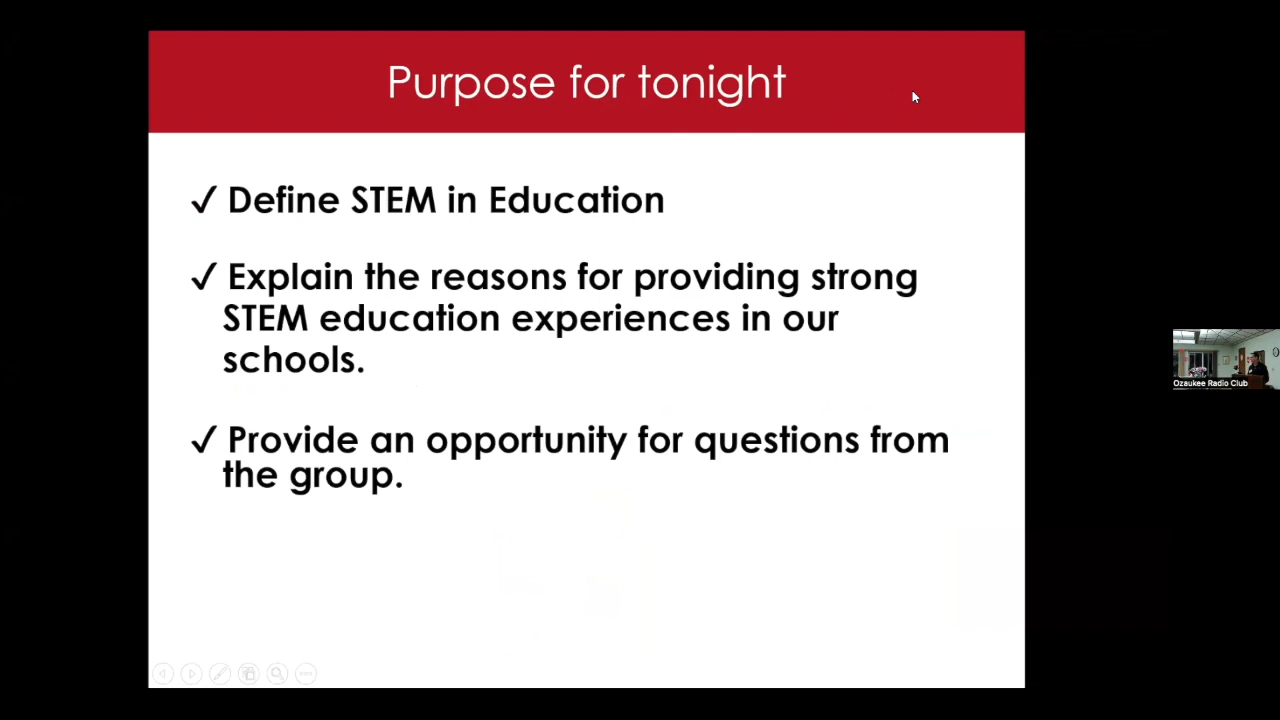 Purpose for tonight
✓ Define STEM in Education
✓ Explain the reasons for providing strong
STEM education experiences in our
schools.
✓ Provide an opportunity for questions from
the group.
Ozaukee Radio Club